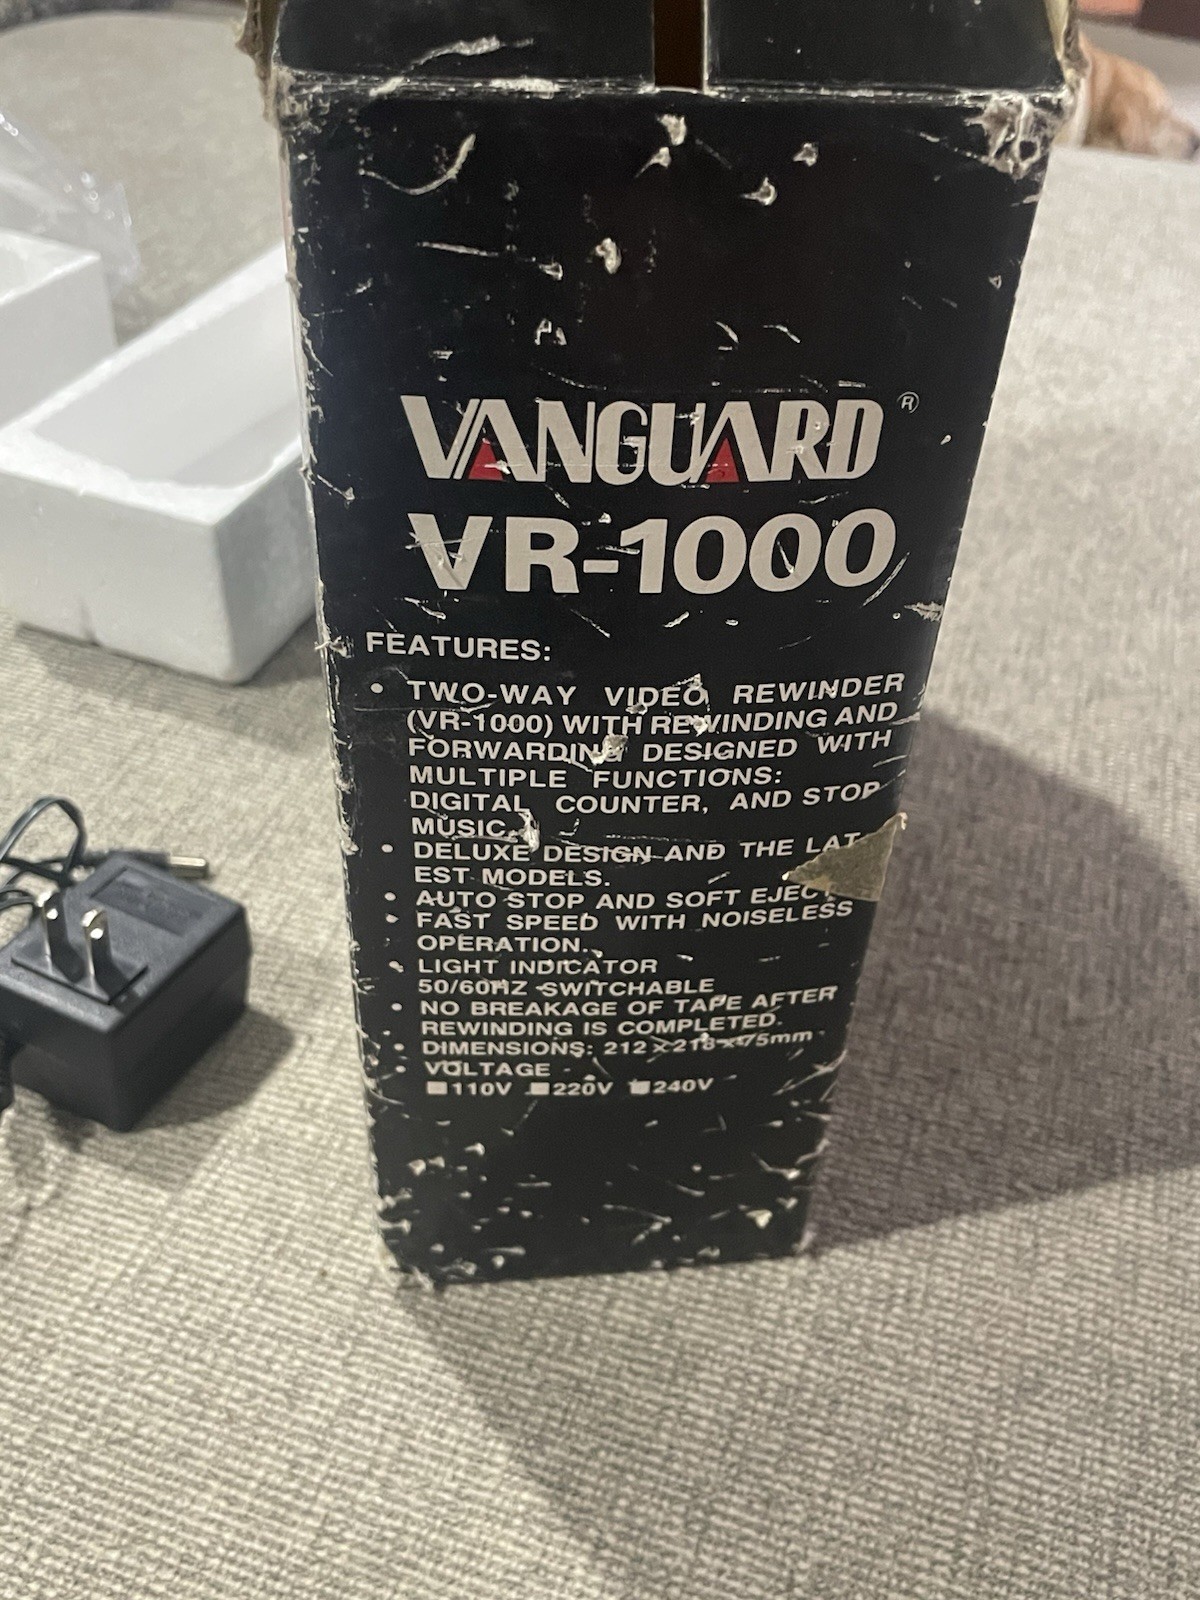 VANGUARD®
VR-1000
FEATURES:
• TWO-WAY VIDEO REWINDER
(VR-1000) WITH REWINDING AND
FORWARDING DESIGNED WITH
MULTIPLE FUNCTIONS:
DIGITAL COUNTER, AND STOP
MUSIC.
• DELUXE DESIGN AND THE LAT-
EST MODELS.
• AUTO STOP AND SOFT EJECT
• FAST SPEED WITH NOISELESS
OPERATION.
• LIGHT INDICATOR
50/60HZ SWITCHABLE
• NO BREAKAGE OF TAPE AFTER
REWINDING IS COMPLETED.
• DIMENSIONS: 212 × 218 × 75mm
• VOLTAGE
110V 220V 240V